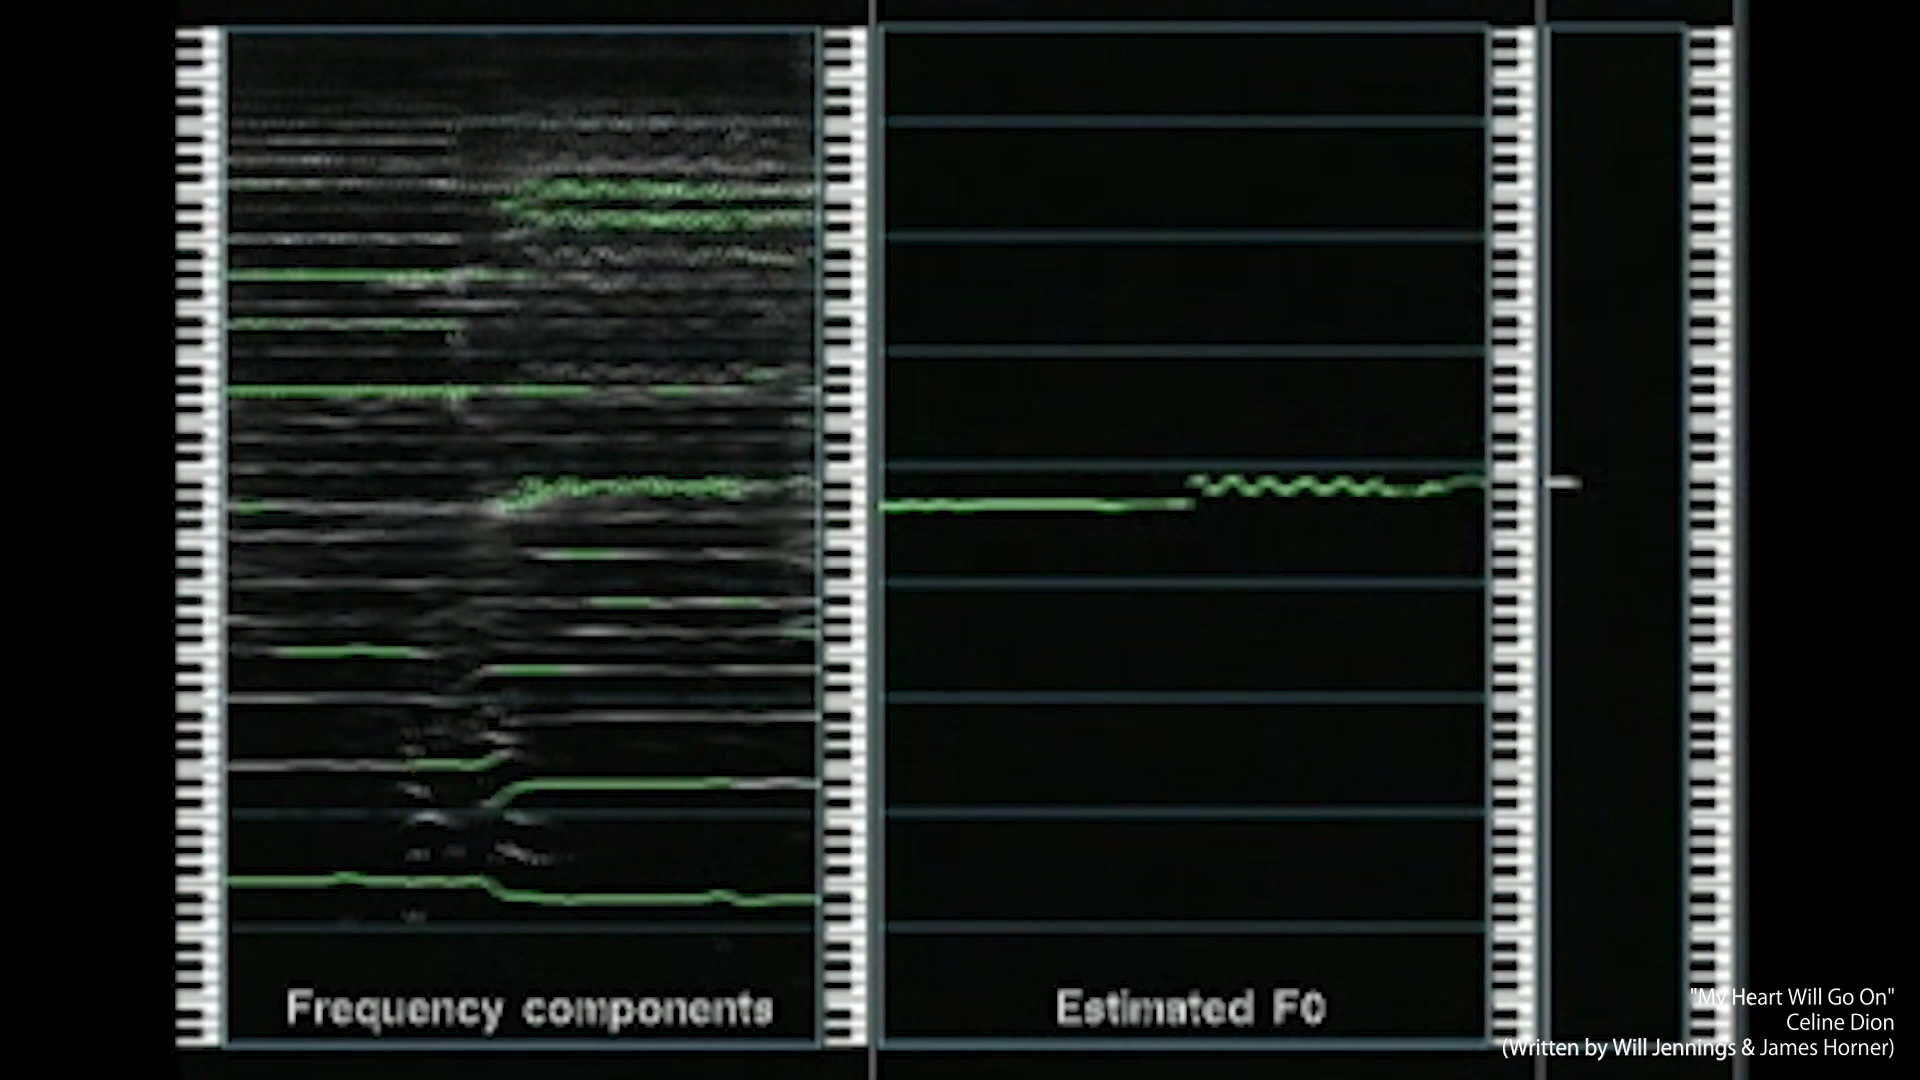 Frequency components
Estimated F0
"My Heart Will Go On"
Celine Dion
(Written by Will Jennings & James Horner)